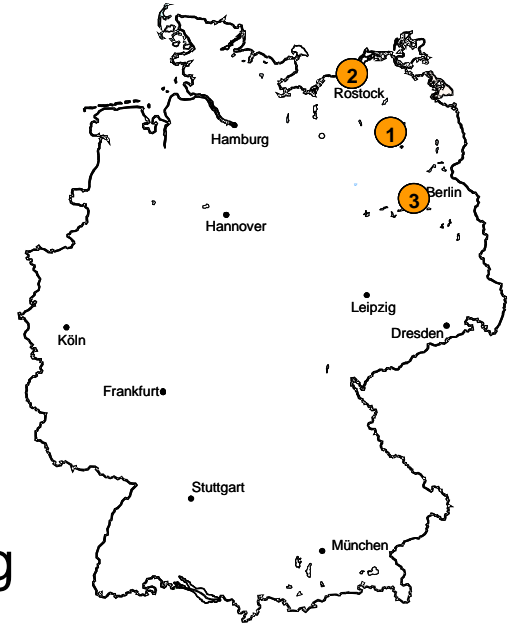 2
Rostock
1
Hamburg
3
Berlin
Hannover
Leipzig
Dresden
Köln
Frankfurt
Stuttgart
München
g